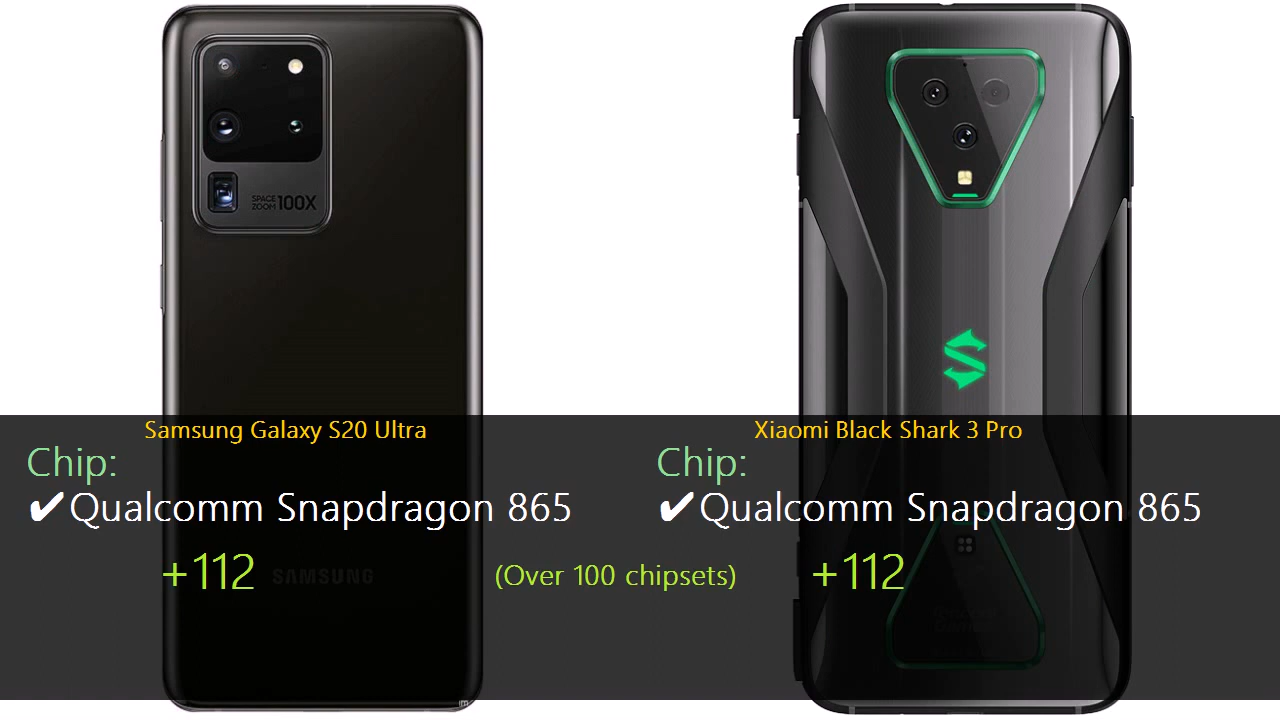 SPACE
ZOOM 100X
Samsung Galaxy S20 Ultra
Xiaomi Black Shark 3 Pro
Chip:
Chip:
✔Qualcomm Snapdragon 865
✔Qualcomm Snapdragon 865
+112
SAMSUNG
(Over 100 chipsets)
+112